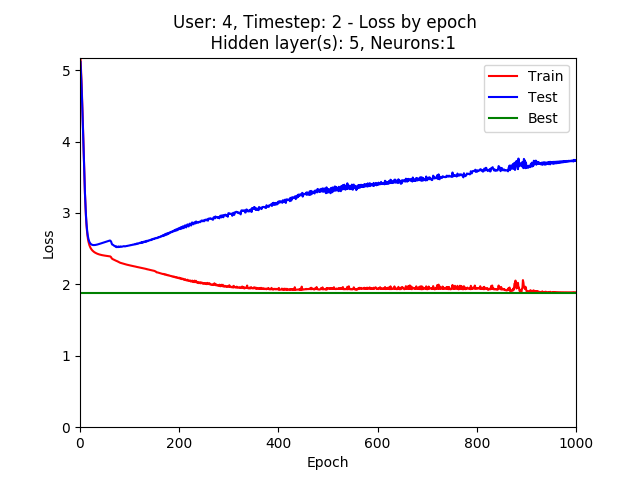 User: 4, Timestep: 2 - Loss by epoch
Hidden layer(s): 5, Neurons:1
Train
Test
Best
5
4
3
2
1
0
Loss
0 200 400 600 800 1000
Epoch